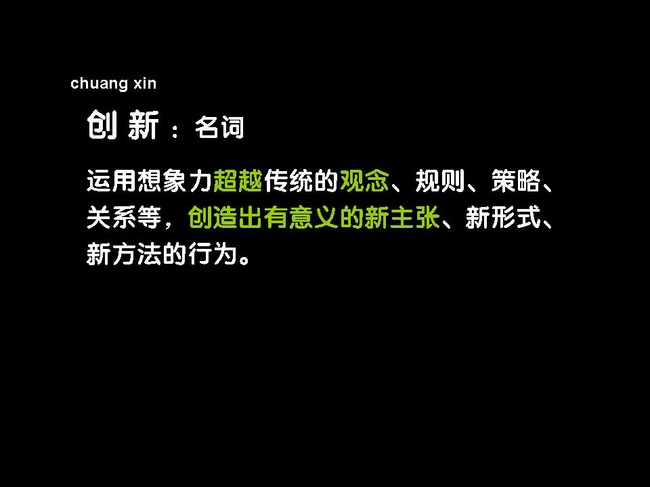 chuang xin
创 新 ：名词
运用想象力超越传统的观念、规则、策略、
关系等，创造出有意义的新主张、新形式、
新方法的行为。